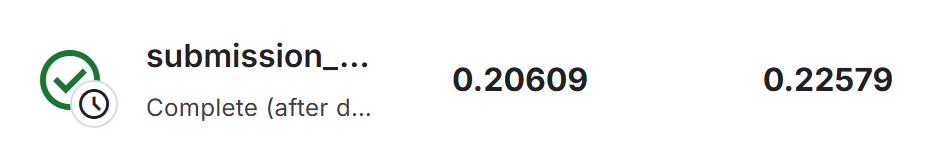 submission_...
Complete (after d...
0.20609
0.22579